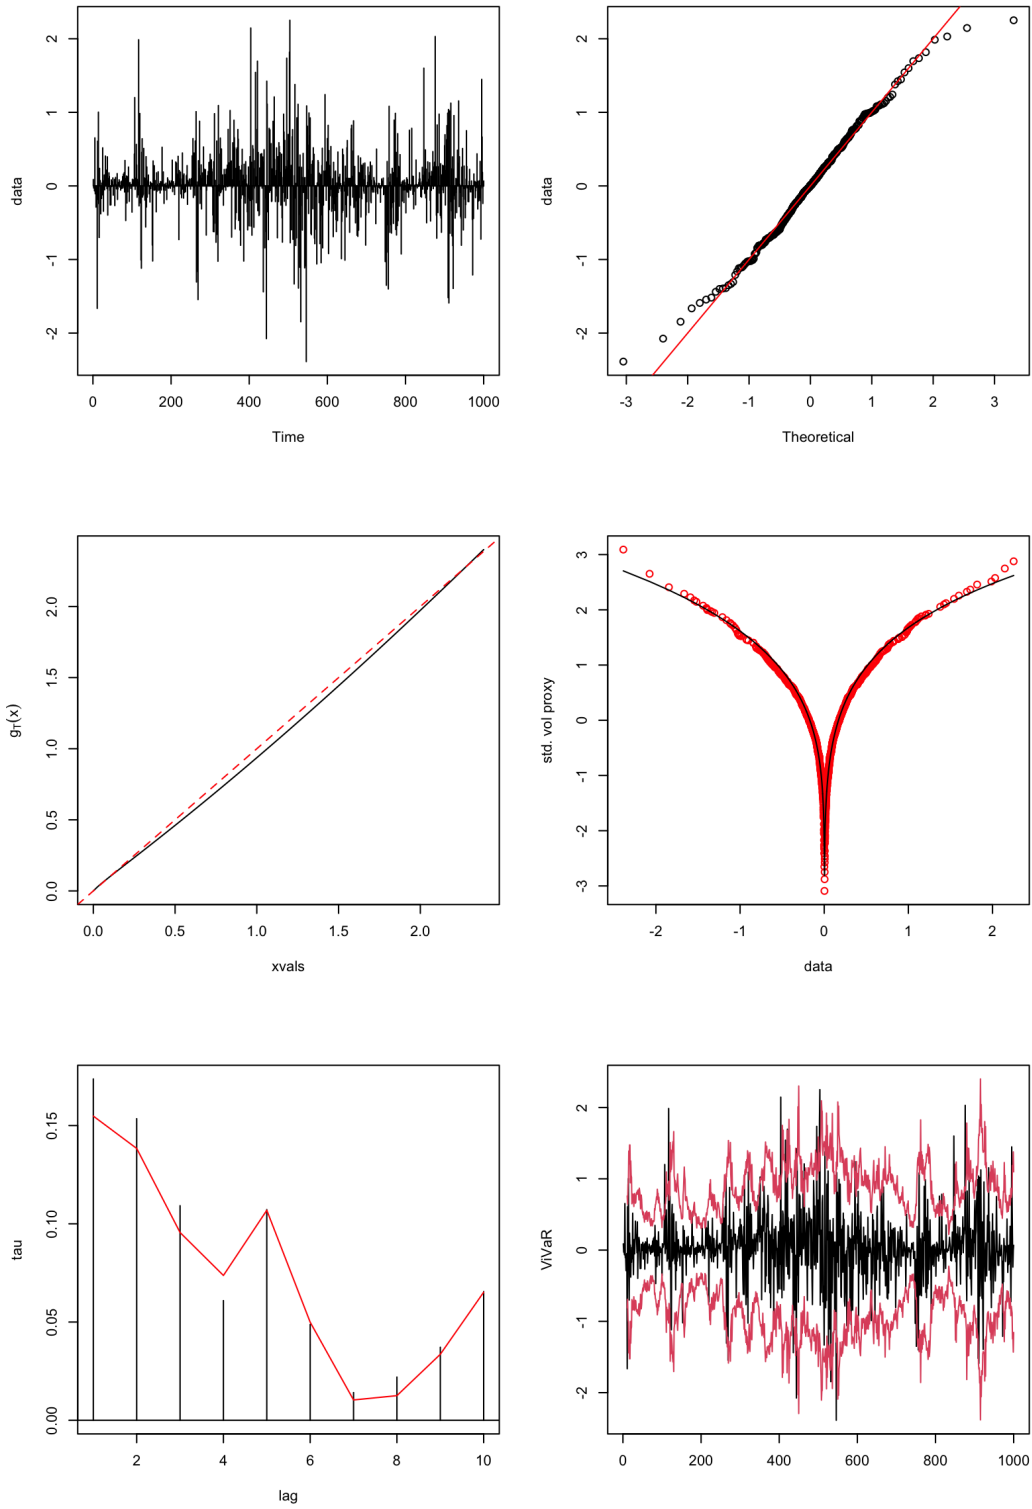 data
2
1
0
-1
-2
0 200 400 600 800 1000
Time
data
2
1
0
-1
-2
-3 -2 -1 0 1 2 3
Theoretical
gT(x)
2.0
1.5
1.0
0.5
0.0
0.0 0.5 1.0 1.5 2.0
xvals
std. vol proxy
3
2
1
0
-1
-2
-3
-2 -1 0 1 2
data
tau
0.15
0.10
0.05
0.00
2 4 6 8 10
lag
ViVaR
2
1
0
-1
-2
0 200 400 600 800 1000